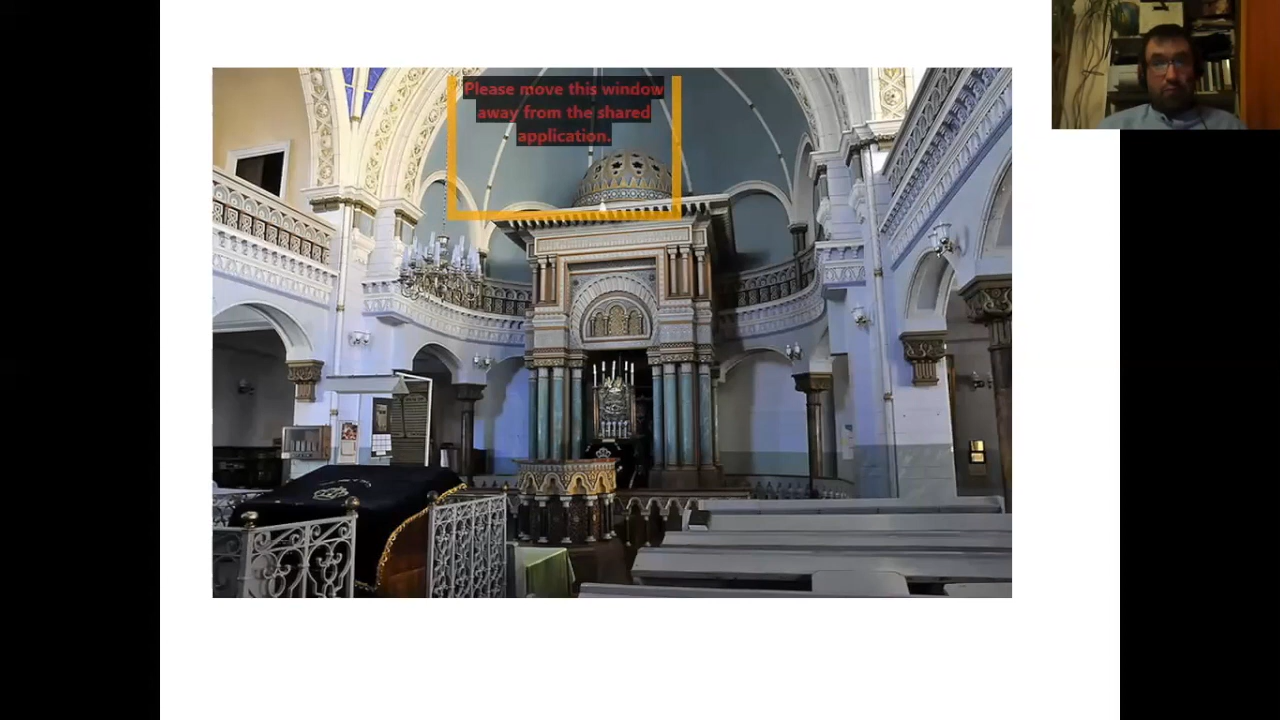 Please move this window
away from the shared
application.